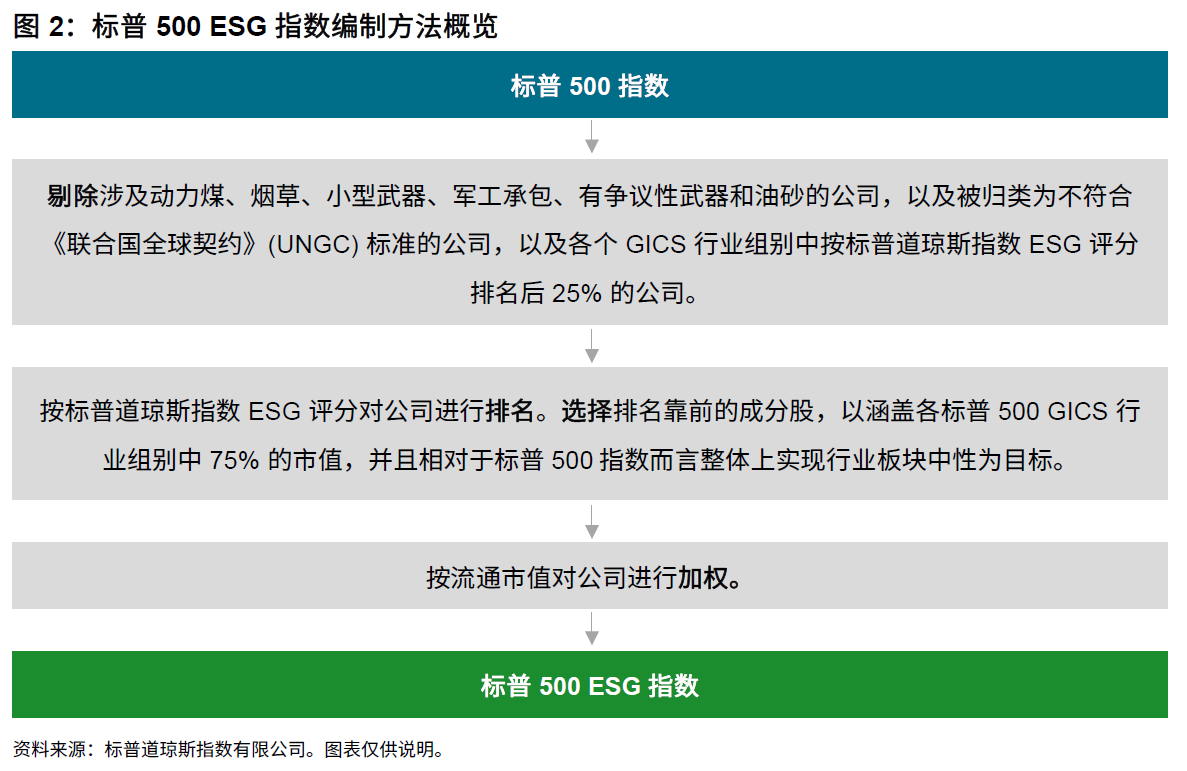 图 2：标普 500 ESG 指数编制方法概览
标普 500 指数
剔除涉及动力煤、烟草、小型武器、军工承包、有争议性武器和油砂的公司，以及被归类为不符合
《联合国全球契约》(UNGC) 标准的公司，以及各个 GICS 行业组别中按标普道琼斯指数 ESG 评分
排名后 25% 的公司。
按标普道琼斯指数 ESG 评分对公司进行排名。选择排名靠前的成分股，以涵盖各标普 500 GICS 行
业组别中 75% 的市值，并且相对于标普 500 指数而言整体上实现行业板块中性为目标。
按流通市值对公司进行加权。
标普 500 ESG 指数
资料来源：标普道琼斯指数有限公司。图表仅供说明。